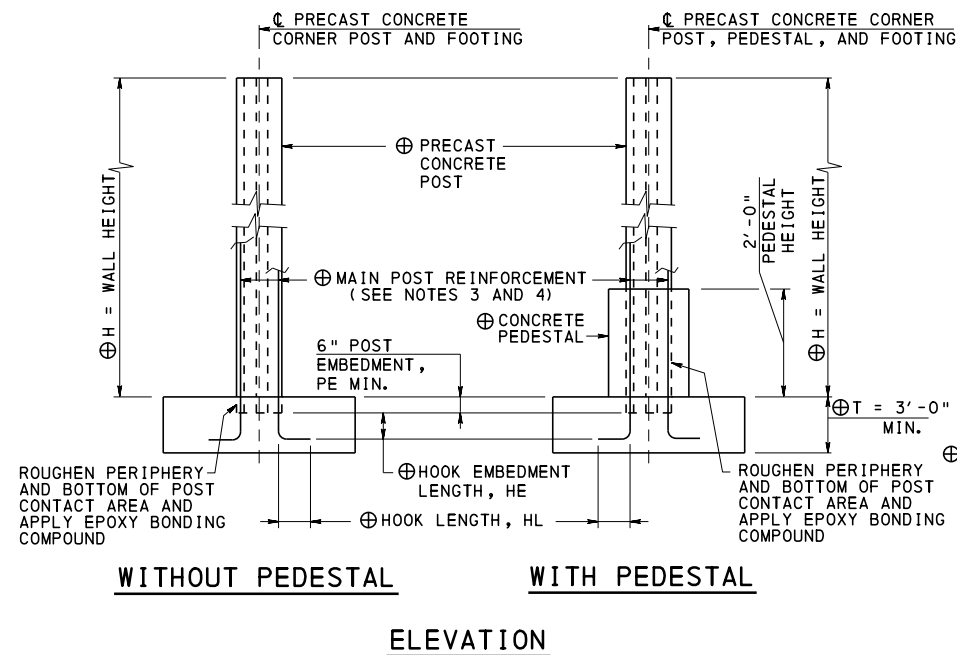 ℄ PRECAST CONCRETE
CORNER POST AND FOOTING
℄ PRECAST CONCRETE CORNER
POST, PEDESTAL, AND FOOTING
⊕ H = WALL HEIGHT
⊕ PRECAST
CONCRETE
POST
2'-0"
PEDESTAL
HEIGHT
⊕ H = WALL HEIGHT
⊕ MAIN POST REINFORCEMENT
(SEE NOTES 3 AND 4)
⊕ CONCRETE
PEDESTAL
6" POST
EMBEDMENT,
PE MIN.
⊕ T = 3'-0"
MIN.
⊕
ROUGHEN PERIPHERY
AND BOTTOM OF POST
CONTACT AREA AND
APPLY EPOXY BONDING
COMPOUND
⊕ HOOK EMBEDMENT
LENGTH, HE
⊕ HOOK LENGTH, HL
ROUGHEN PERIPHERY
AND BOTTOM OF POST
CONTACT AREA AND
APPLY EPOXY BONDING
COMPOUND
WITHOUT PEDESTAL
WITH PEDESTAL
ELEVATION